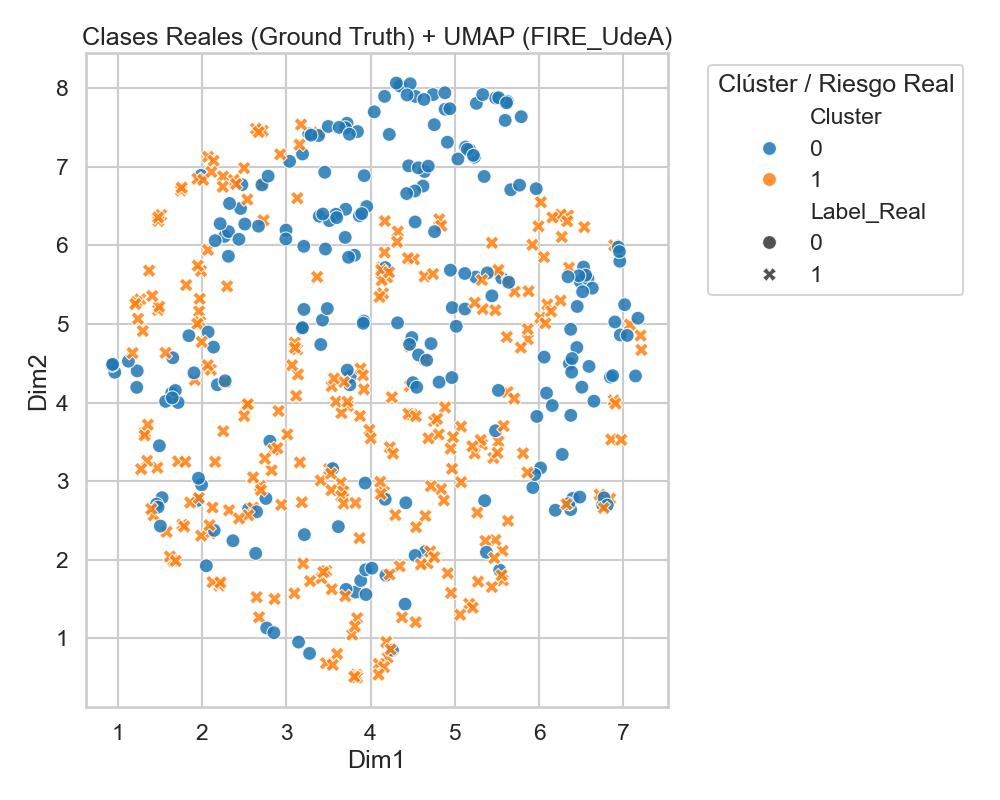 Clases Reales (Ground Truth) + UMAP (FIRE_UdeA)
Clúster / Riesgo Real
Cluster
0
1
Label_Real
0
1
Dim2
8
7
6
5
4
3
2
1
1 2 3 4 5 6 7
Dim1